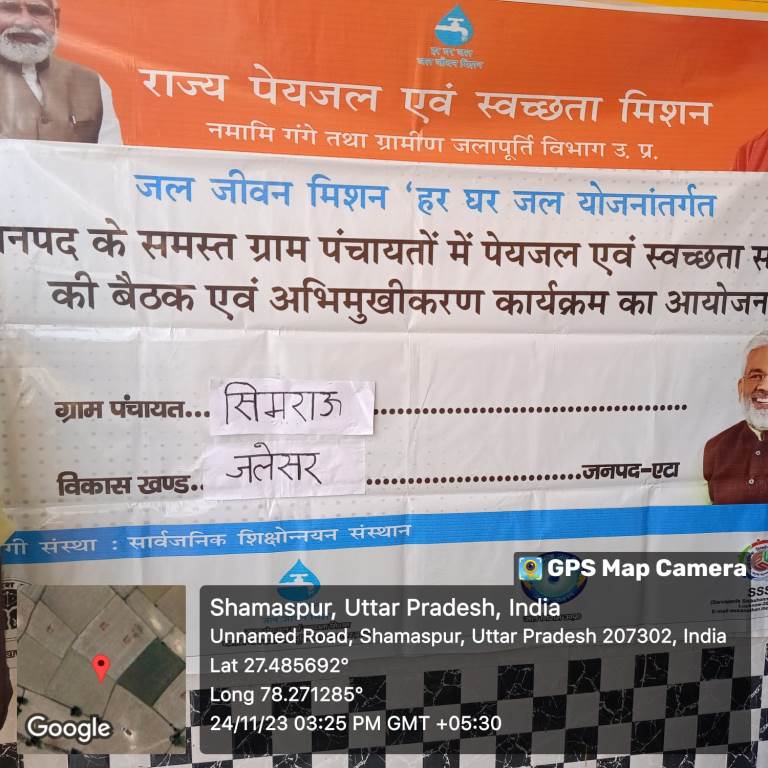 हर घर जल
जल जीवन मिशन
राज्य पेयजल एवं स्वच्छता मिशन
नमामि गंगे तथा ग्रामीण जलापूर्ति विभाग उ. प्र.
जल जीवन मिशन 'हर घर जल योजनांतर्गत
नपद के समस्त ग्राम पंचायतों में पेयजल एवं स्वच्छता स
की बैठक एवं अभिमुखीकरण कार्यक्रम का आयोजन
ग्राम पंचायत... सिमराऊ ................................
विकास खण्ड.. जलेसर ................................जनपद-एटा
गी संस्था : सार्वजनिक शिक्षोन्नयन संस्थान
GPS Map Camera
SSS
Shamaspur, Uttar Pradesh, India
Unnamed Road, Shamaspur, Uttar Pradesh 207302, India
Lat 27.485692°
Long 78.271285°
24/11/23 03:25 PM GMT +05:30
Google